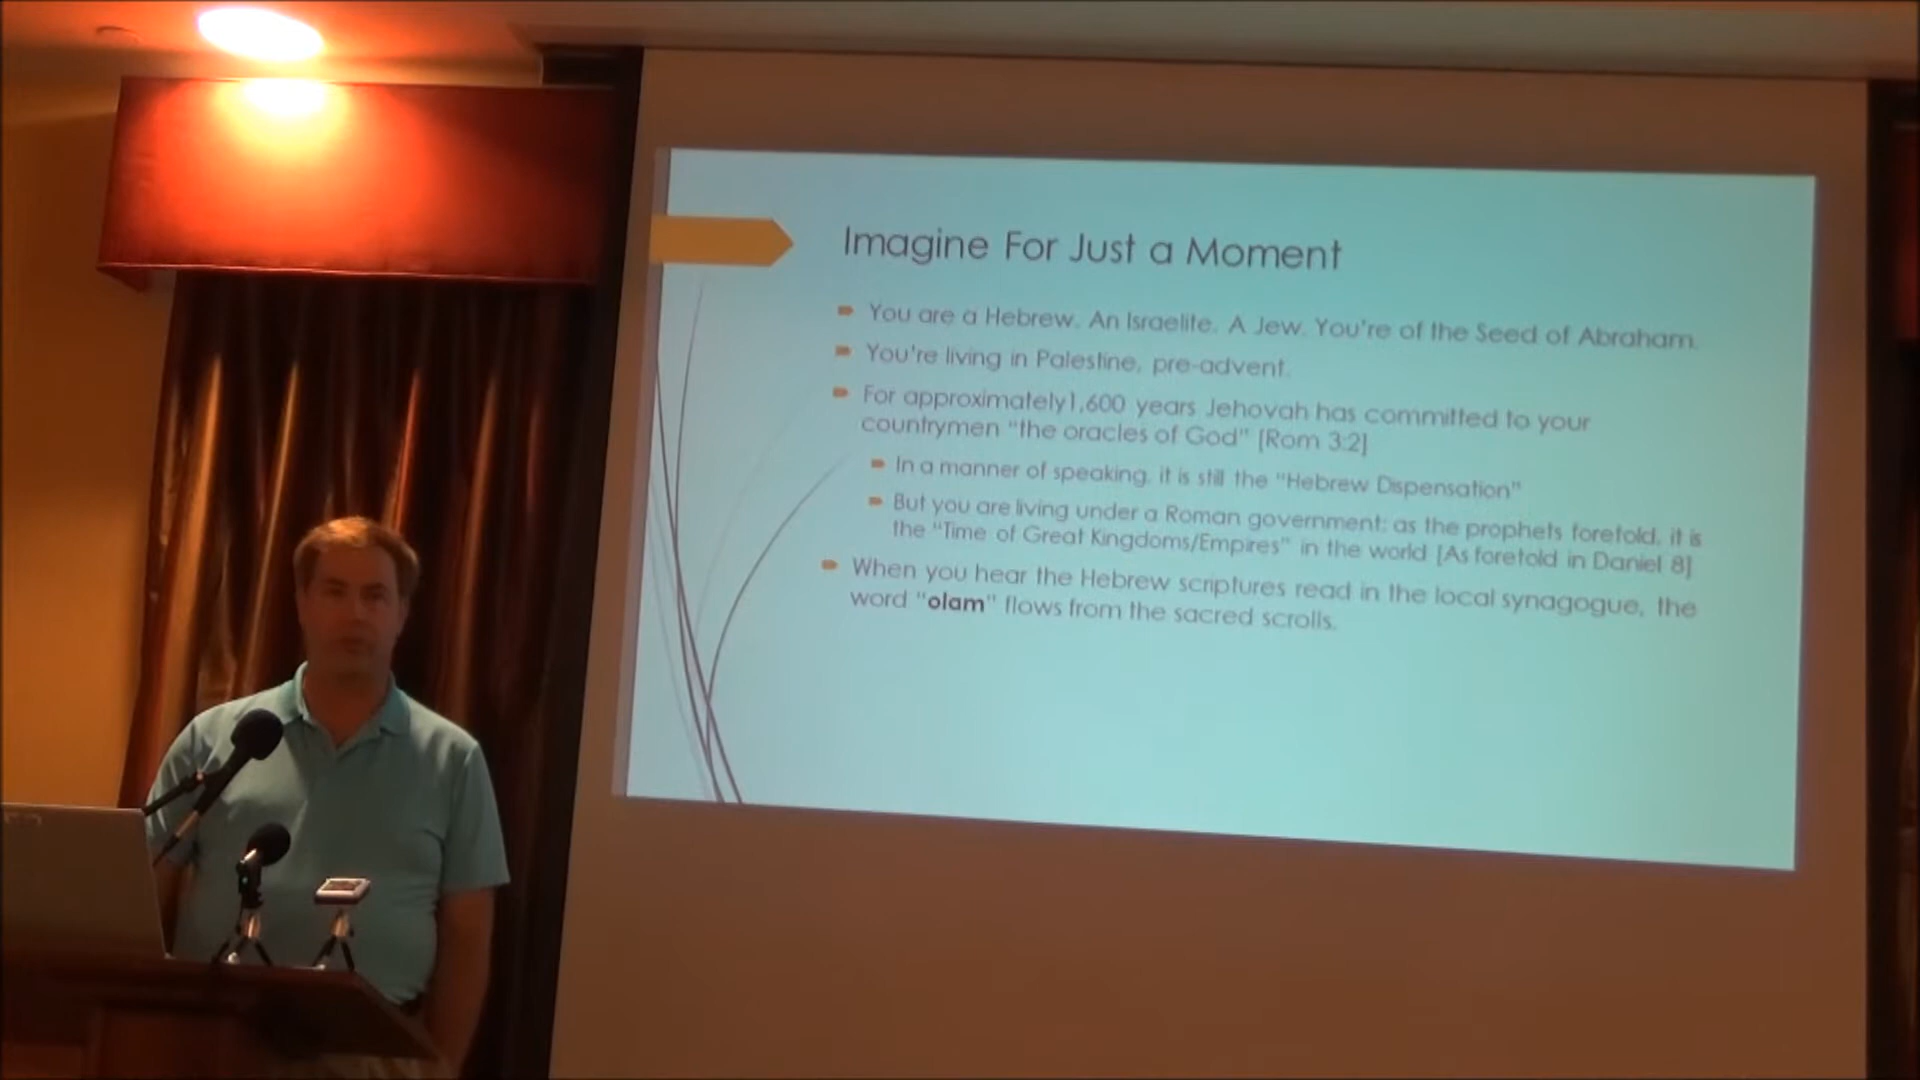 Imagine For Just a Moment
You are a Hebrew. An Israelite. A Jew. You're of the Seed of Abraham.
You're living in Palestine, pre-advent.
For approximately1,600 years Jehovah has committed to your
countrymen "the oracles of God" [Rom 3:2]
In a manner of speaking, it is still the "Hebrew Dispensation"
But you are living under a Roman government; as the prophets foretold, it is
the "Time of Great Kingdoms/Empires" in the world [As foretold in Daniel 8]
When you hear the Hebrew scriptures read in the local synagogue, the
word "olam" flows from the sacred scrolls.